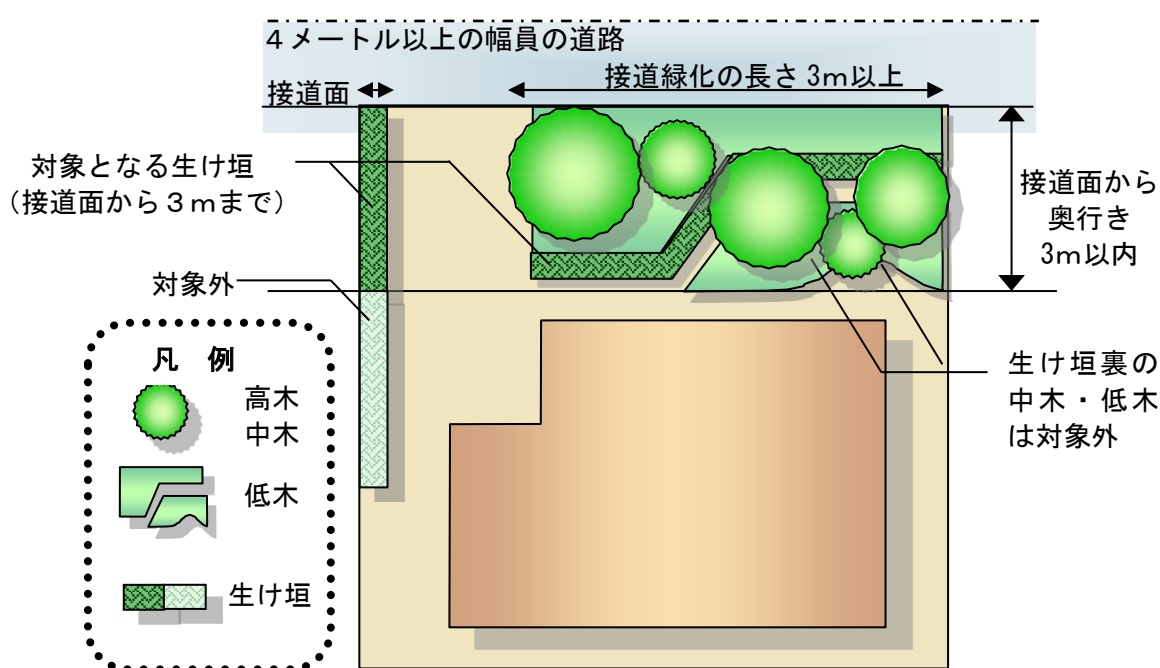 ４メートル以上の幅員の道路
接道緑化の長さ 3ｍ以上
接道面
対象となる生け垣
（接道面から３ｍまで）
対象外
接道面から
奥行き
3ｍ以内
生け垣裏の
中木・低木
は対象外
凡　例
高木
中木
低木
生け垣